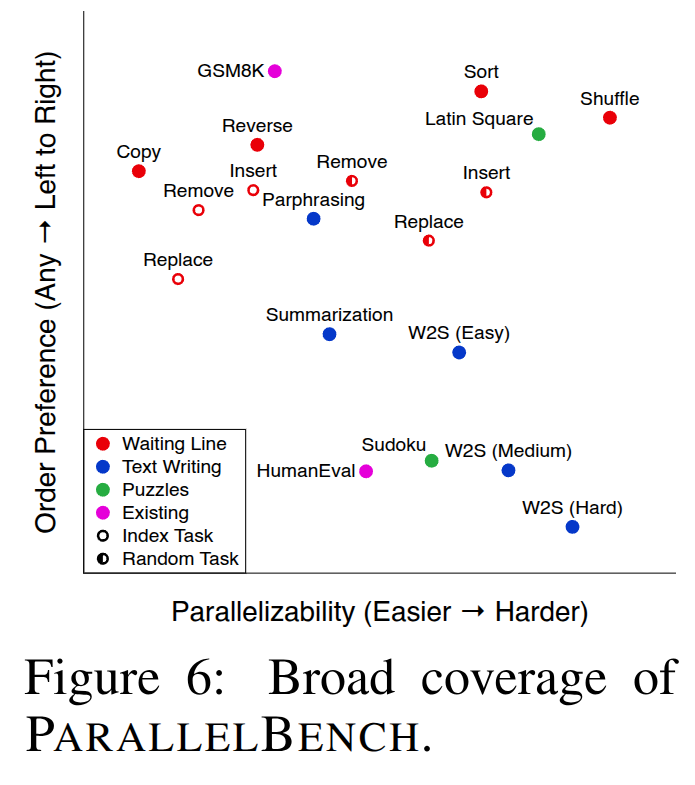 GSM8K
Sort
Shuffle
Latin Square
Reverse
Copy
Insert
Remove
Remove
Insert
Parphrasing
Replace
Replace
Summarization
W2S (Easy)
Sudoku
W2S (Medium)
HumanEval
W2S (Hard)
Waiting Line
Text Writing
Puzzles
Existing
Index Task
Random Task
Order Preference (Any → Left to Right)
Parallelizability (Easier → Harder)
Figure 6: Broad coverage of
PARALLELBENCH.